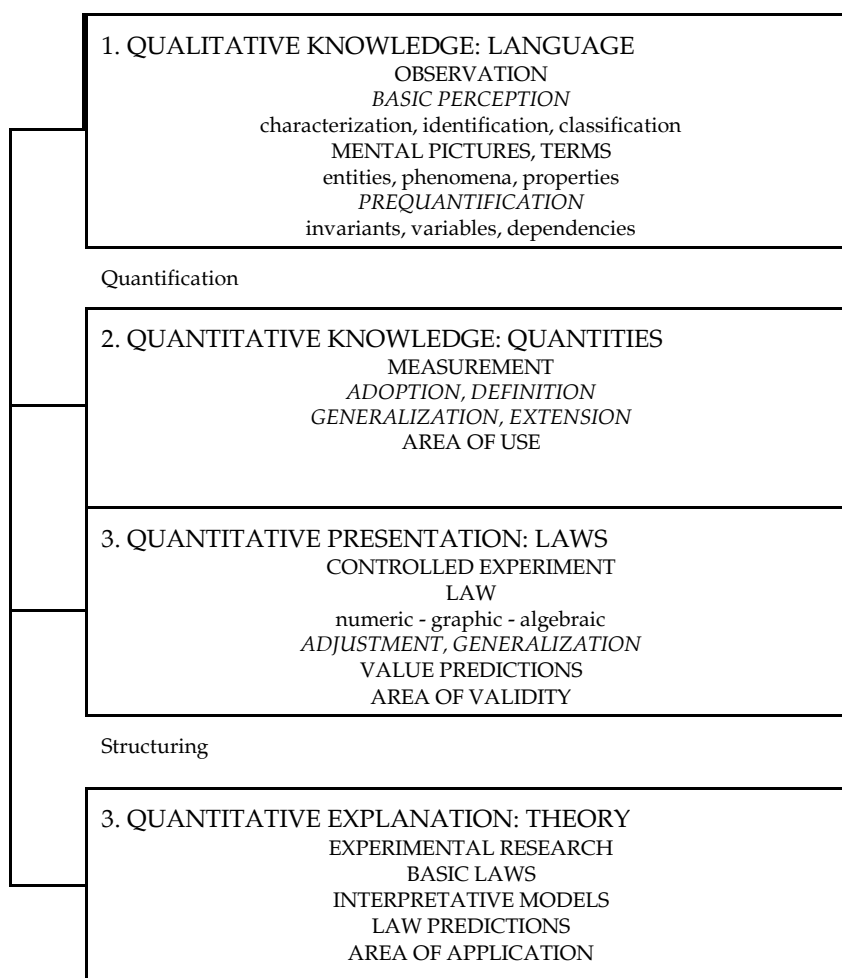 1. QUALITATIVE KNOWLEDGE: LANGUAGE
OBSERVATION
BASIC PERCEPTION
characterization, identification, classification
MENTAL PICTURES, TERMS
entities, phenomena, properties
PREQUANTIFICATION
invariants, variables, dependencies
Quantification
2. QUANTITATIVE KNOWLEDGE: QUANTITIES
MEASUREMENT
ADOPTION, DEFINITION
GENERALIZATION, EXTENSION
AREA OF USE
3. QUANTITATIVE PRESENTATION: LAWS
CONTROLLED EXPERIMENT
LAW
numeric - graphic - algebraic
ADJUSTMENT, GENERALIZATION
VALUE PREDICTIONS
AREA OF VALIDITY
Structuring
3. QUANTITATIVE EXPLANATION: THEORY
EXPERIMENTAL RESEARCH
BASIC LAWS
INTERPRETATIVE MODELS
LAW PREDICTIONS
AREA OF APPLICATION